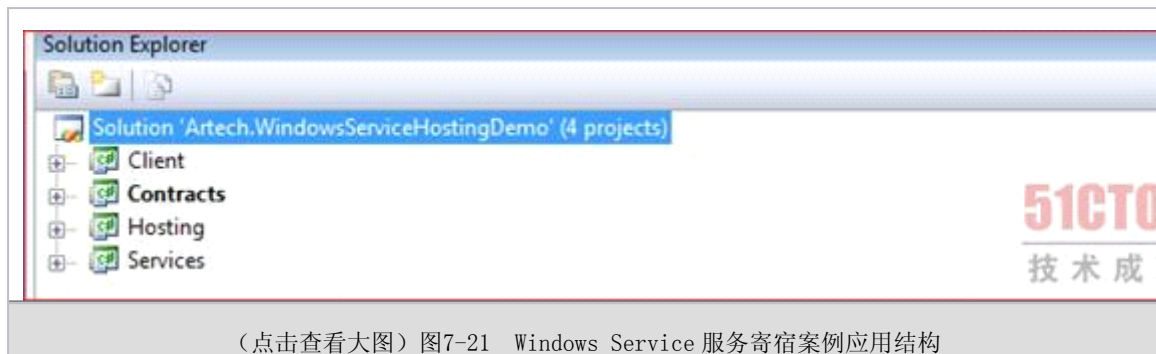 Solution Explorer
Solution 'Artech.WindowsServiceHostingDemo' (4 projects)
Client
Contracts
Hosting
Services
51CTO
技术成
（点击查看大图）图7-21 Windows Service 服务寄宿案例应用结构